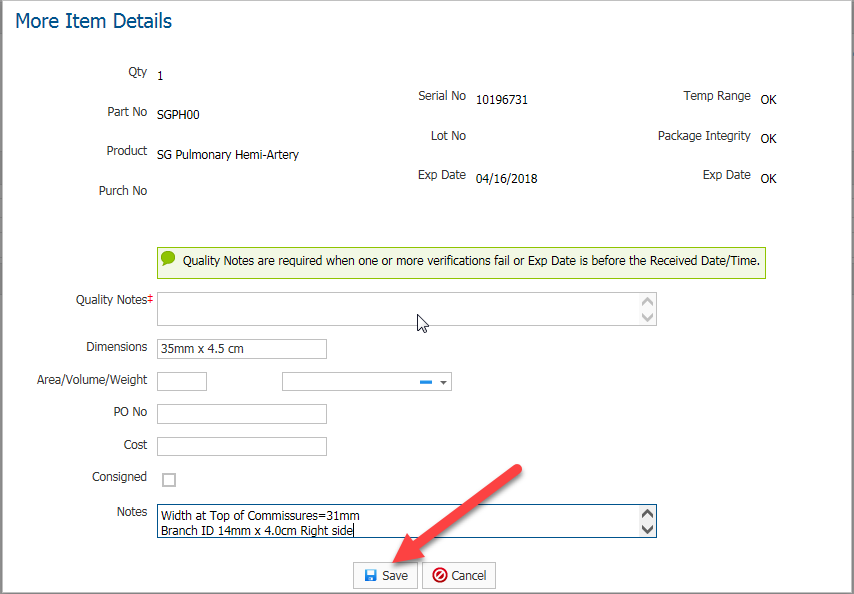 More Item Details
Qty 1
Serial No 10196731
Temp Range OK
Part No SGPH00
Lot No
Package Integrity OK
Product SG Pulmonary Hemi-Artery
Exp Date 04/16/2018
Exp Date OK
Purch No
Quality Notes are required when one or more verifications fail or Exp Date is before the Received Date/Time.
Quality Notes‡
Dimensions 35mm x 4.5 cm
Area/Volume/Weight
PO No
Cost
Consigned
Notes Width at Top of Commissures=31mm
Branch ID 14mm x 4.0cm Right side
Save Cancel